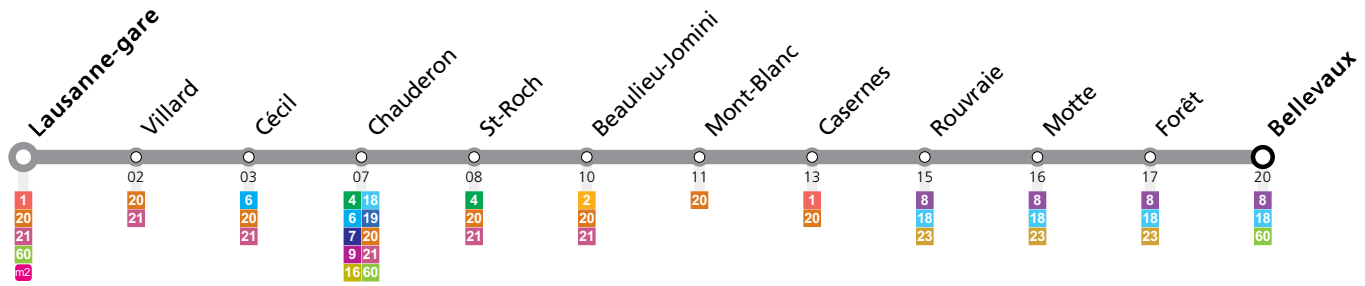 Lausanne-gare
Villard
Cécil
Chauderon
St-Roch
Beaulieu-Jomini
Mont-Blanc
Casernes
Rouvraie
Motte
Forêt
Bellevaux
02 03 07 08 10 11 13 15 16 17 20
1 20 6 4 18 4 2 20 1 8 8 8 8
20 21 20 6 19 20 20 20 18 18 18 18
21 21 7 20 21 21 23 23 23 60
60 9 21
m2 16 60